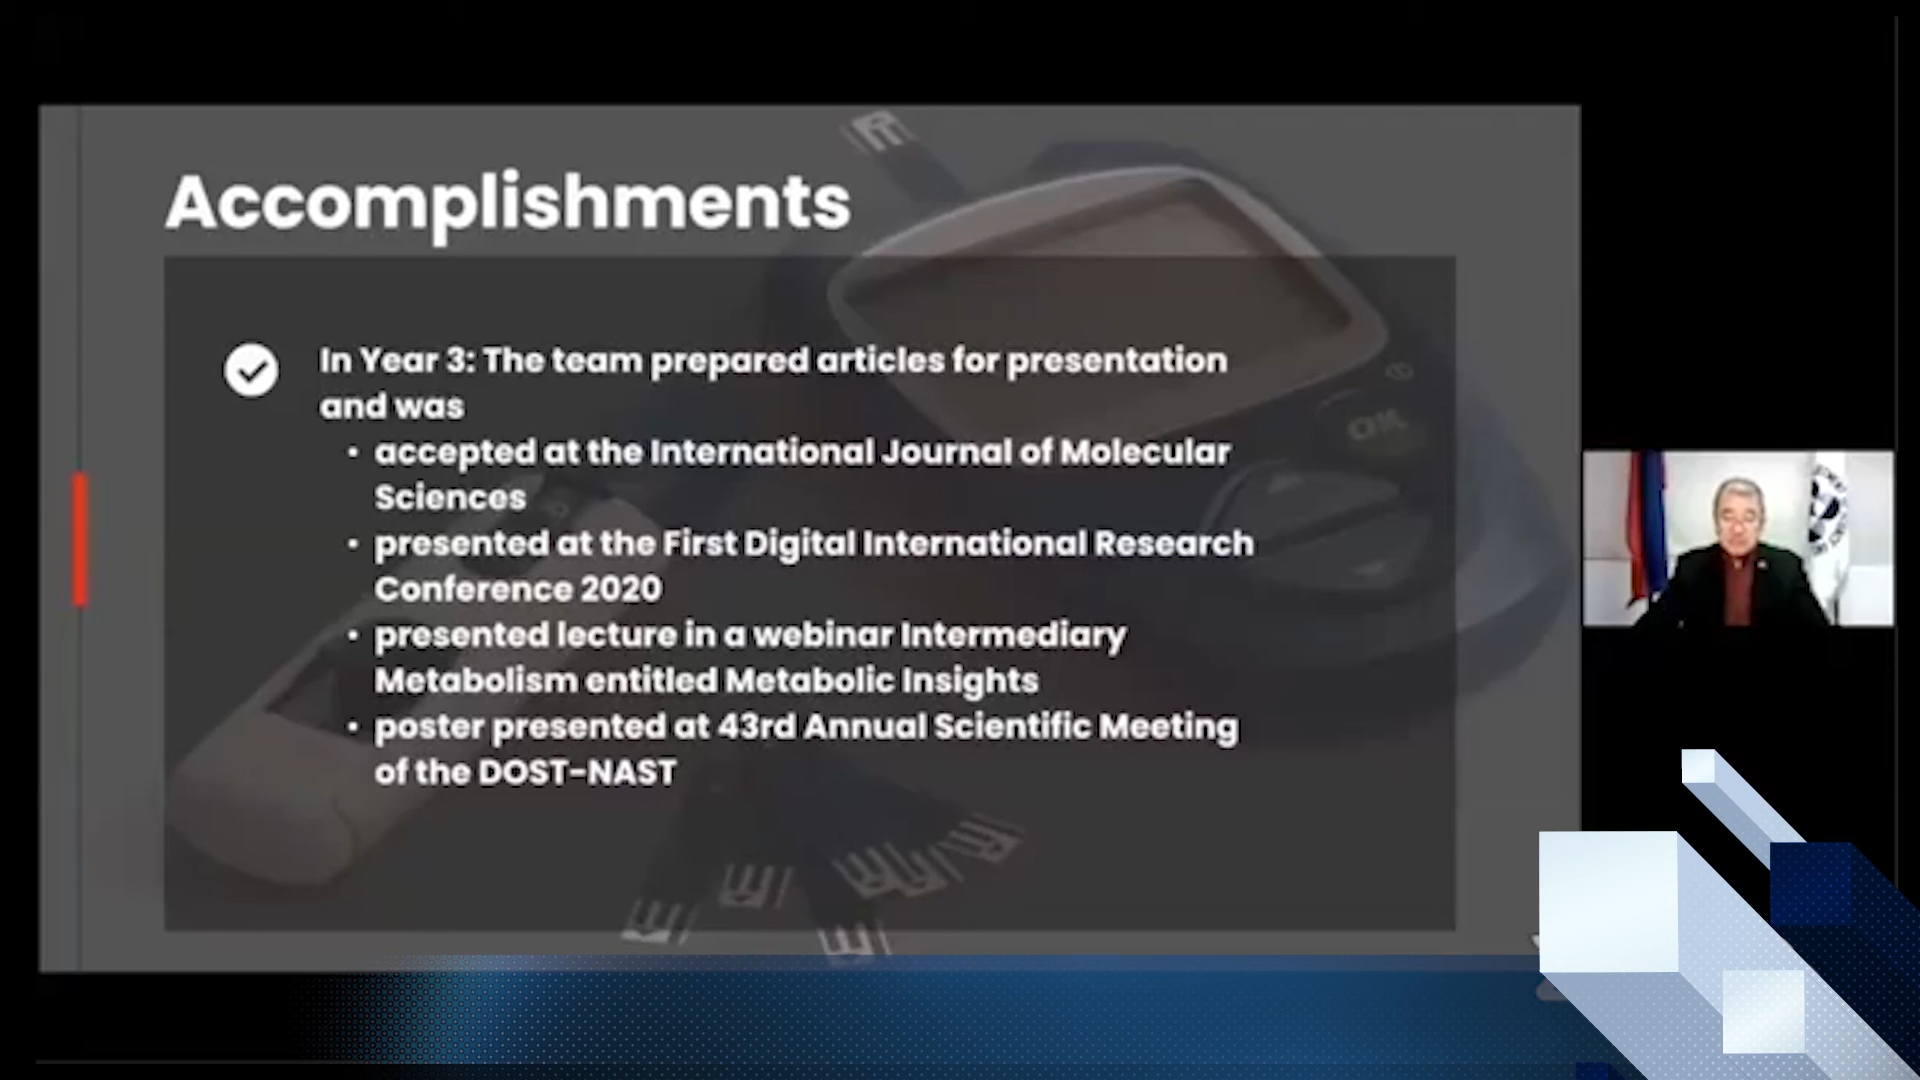 Accomplishments
In Year 3: The team prepared articles for presentation
and was
• accepted at the International Journal of Molecular
Sciences
• presented at the First Digital International Research
Conference 2020
• presented lecture in a webinar Intermediary
Metabolism entitled Metabolic Insights
• poster presented at 43rd Annual Scientific Meeting
of the DOST-NAST
OK